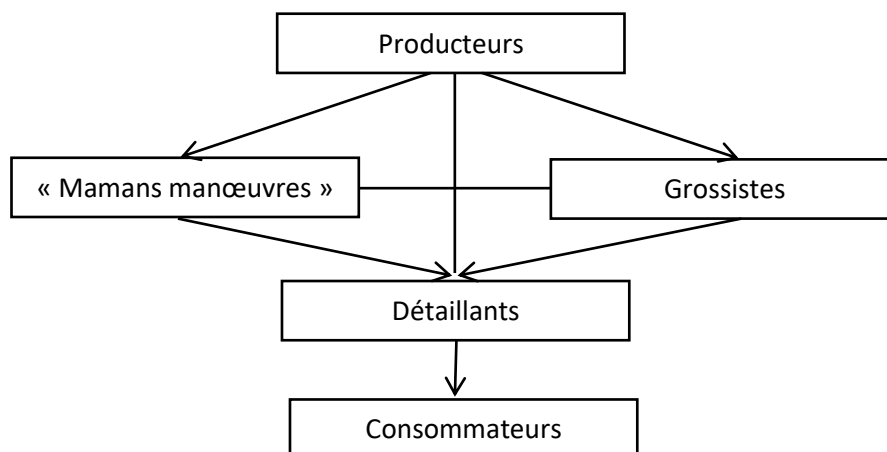 Producteurs
« Mamans manœuvres »
Grossistes
Détaillants
Consommateurs